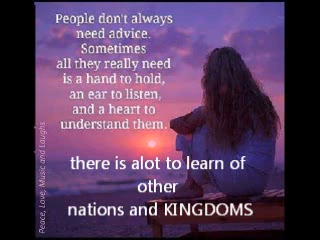 People don't always
need advice.
Sometimes
all they really need
is a hand to hold,
an ear to listen,
and a heart to
understand them.
Peace, Love, Music and Laughs
there is alot to learn of
other
nations and KINGDOMS